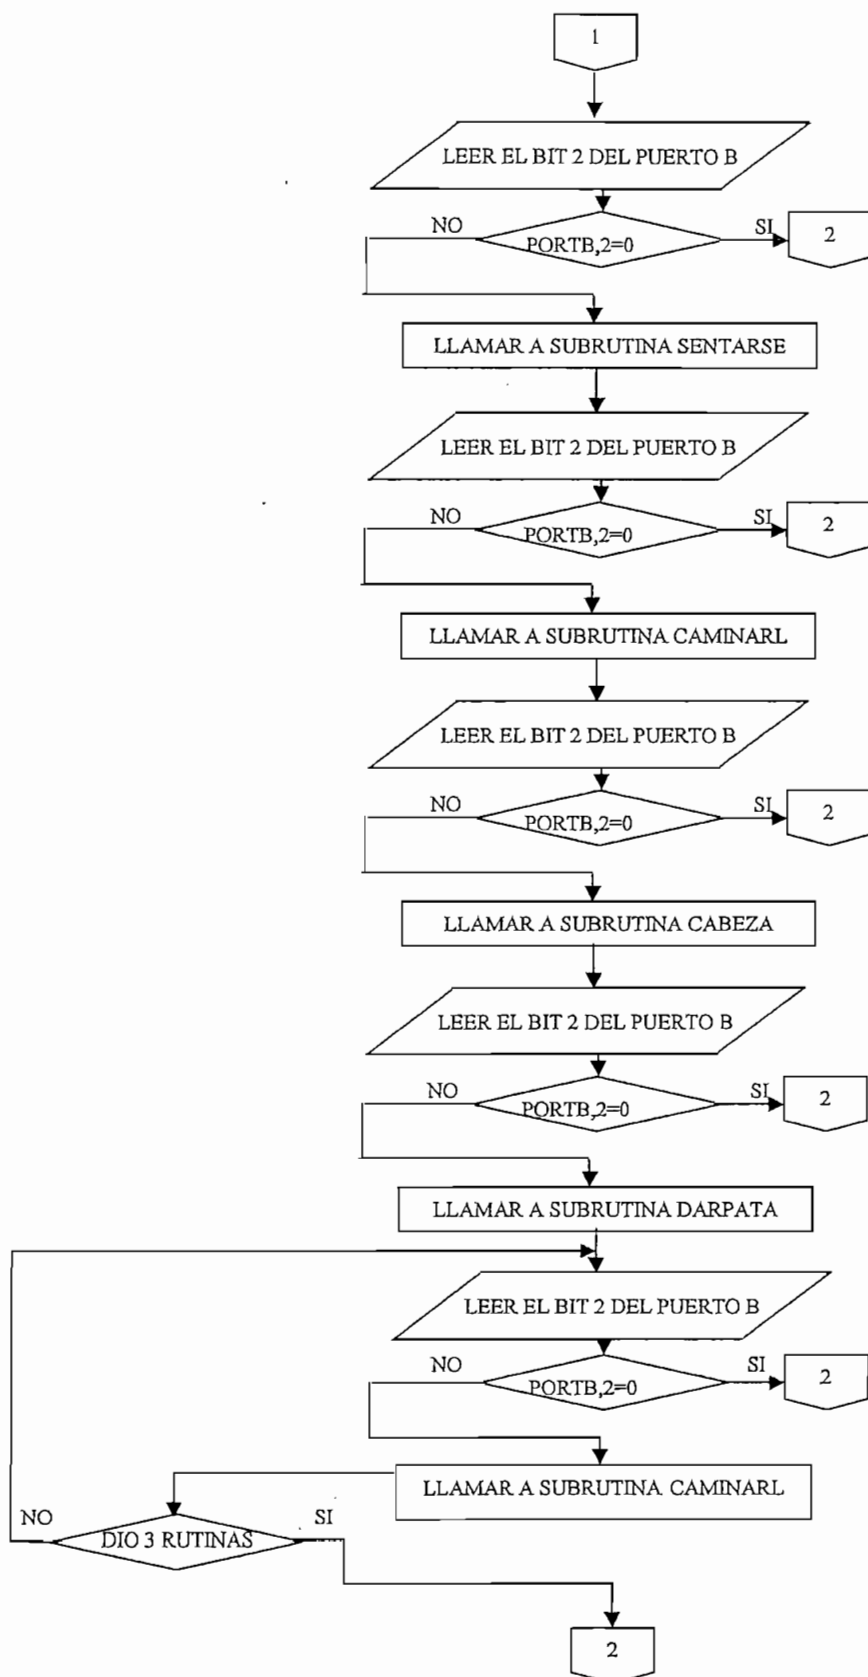 1
LEER EL BIT 2 DEL PUERTO B
NO
PORTB,2=0
SI
2
LLAMAR A SUBRUTINA SENTARSE
LEER EL BIT 2 DEL PUERTO B
NO
PORTB,2=0
SI
2
LLAMAR A SUBRUTINA CAMINARL
LEER EL BIT 2 DEL PUERTO B
NO
PORTB,2=0
SI
2
LLAMAR A SUBRUTINA CABEZA
LEER EL BIT 2 DEL PUERTO B
NO
PORTB,2=0
SI
2
LLAMAR A SUBRUTINA DARPATA
LEER EL BIT 2 DEL PUERTO B
NO
PORTB,2=0
SI
2
LLAMAR A SUBRUTINA CAMINARL
NO
DIO 3 RUTINAS
SI
2